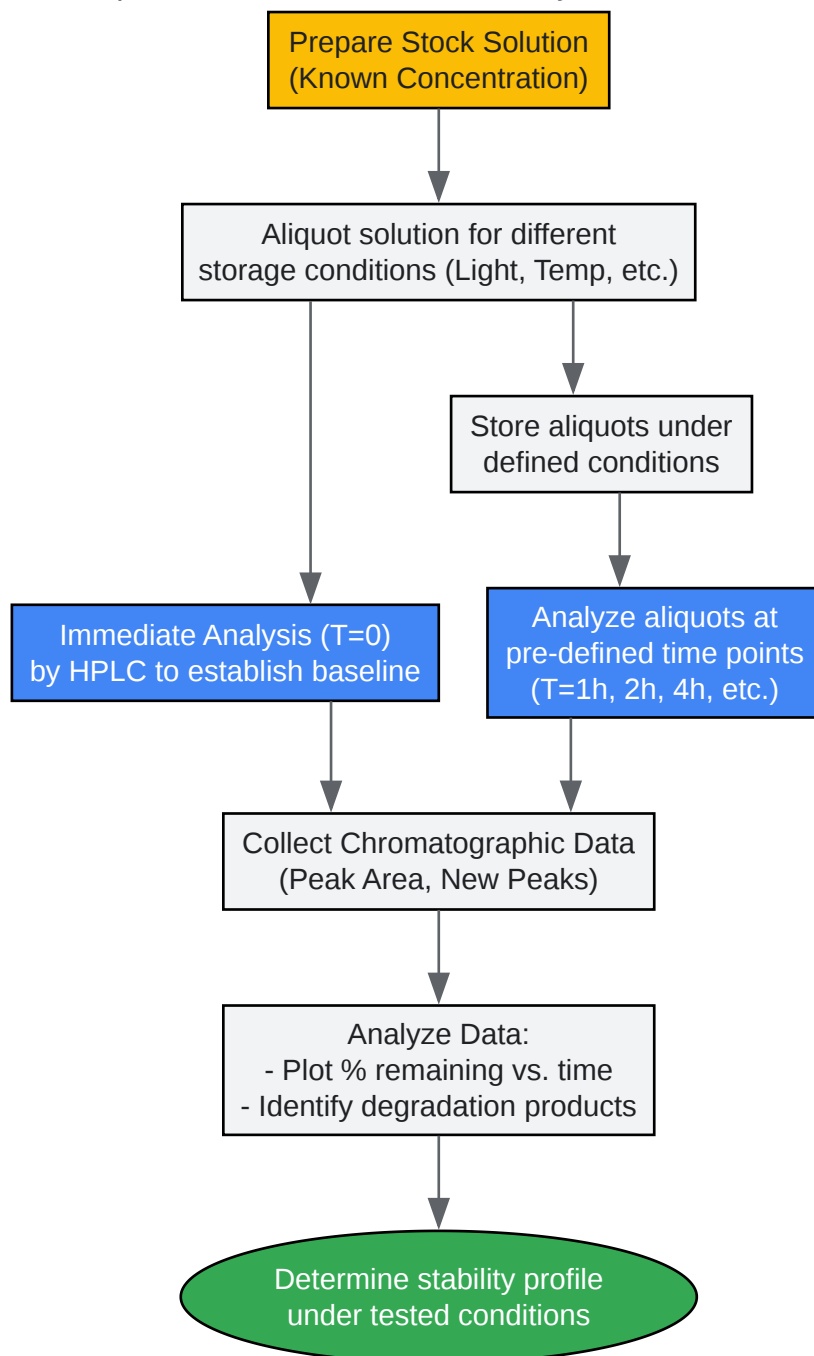 Prepare Stock Solution
(Known Concentration)
Aliquot solution for different
storage conditions (Light, Temp, etc.)
Store aliquots under
defined conditions
Immediate Analysis (T=0)
by HPLC to establish baseline
Analyze aliquots at
pre-defined time points
(T=1h, 2h, 4h, etc.)
Collect Chromatographic Data
(Peak Area, New Peaks)
Analyze Data:
- Plot % remaining vs. time
- Identify degradation products
Determine stability profile
under tested conditions